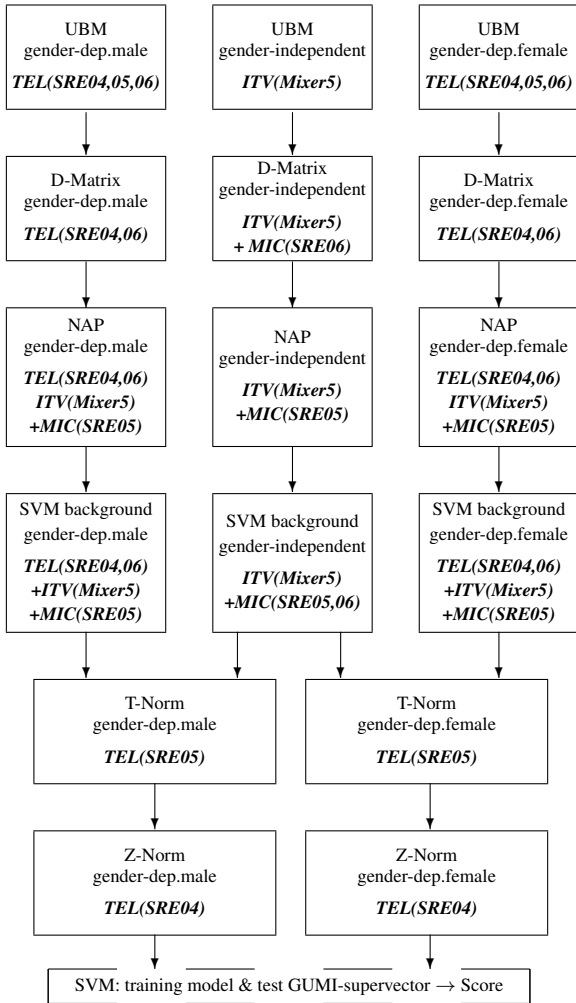 UBM
gender-dep.male
TEL(SRE04,05,06)
UBM
gender-independent
ITV(Mixer5)
UBM
gender-dep.female
TEL(SRE04,05,06)
D-Matrix
gender-dep.male
TEL(SRE04,06)
D-Matrix
gender-independent
ITV(Mixer5)
+ MIC(SRE06)
D-Matrix
gender-dep.female
TEL(SRE04,06)
NAP
gender-dep.male
TEL(SRE04,06)
ITV(Mixer5)
+MIC(SRE05)
NAP
gender-independent
ITV(Mixer5)
+MIC(SRE05)
NAP
gender-dep.female
TEL(SRE04,06)
ITV(Mixer5)
+MIC(SRE05)
SVM background
gender-dep.male
TEL(SRE04,06)
+ITV(Mixer5)
+MIC(SRE05)
SVM background
gender-independent
ITV(Mixer5)
+MIC(SRE05,06)
SVM background
gender-dep.female
TEL(SRE04,06)
+ITV(Mixer5)
+MIC(SRE05)
T-Norm
gender-dep.male
TEL(SRE05)
T-Norm
gender-dep.female
TEL(SRE05)
Z-Norm
gender-dep.male
TEL(SRE04)
Z-Norm
gender-dep.female
TEL(SRE04)
SVM: training model & test GUMI-supervector → Score